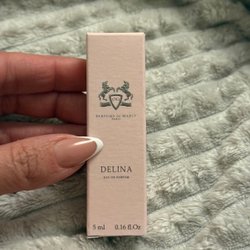 PARFUMS de MARLY
PARIS
DELINA
EAU DE PARFUM
5 ml 0.16 fl.Oz